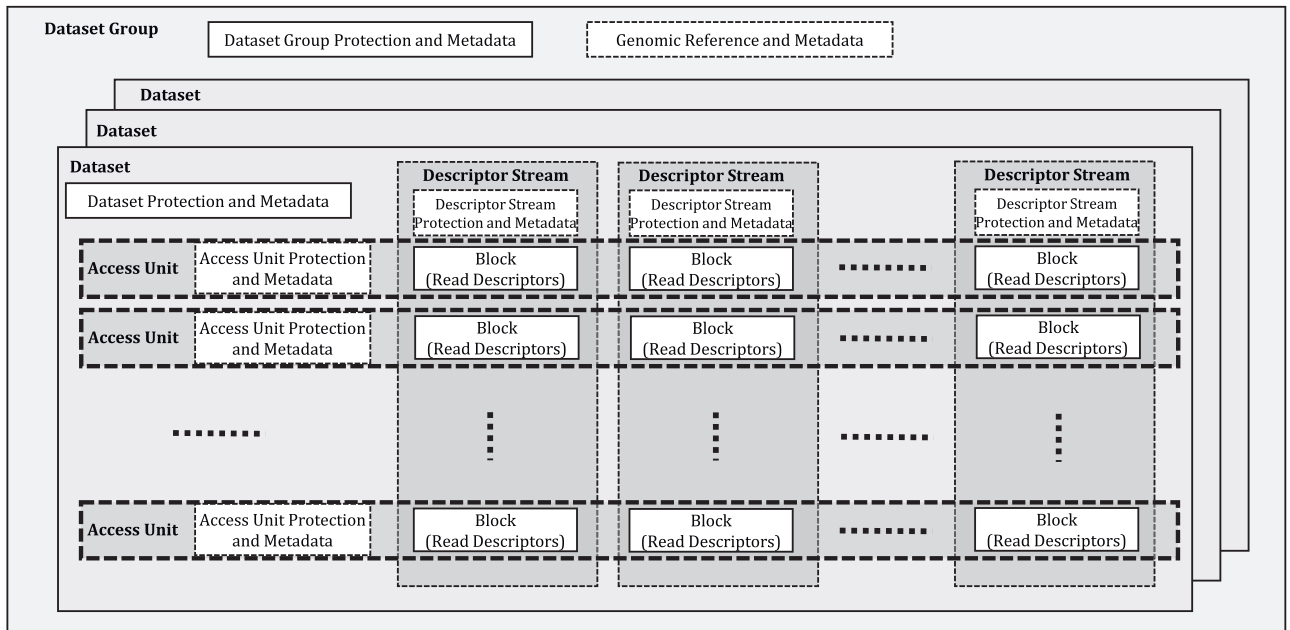 Dataset Group
Dataset Group Protection and Metadata
Genomic Reference and Metadata
Dataset
Dataset
Dataset
Dataset Protection and Metadata
Descriptor Stream
Descriptor Stream
Protection and Metadata
Descriptor Stream
Descriptor Stream
Protection and Metadata
Descriptor Stream
Descriptor Stream
Protection and Metadata
Access Unit
Access Unit Protection
and Metadata
Block
(Read Descriptors)
Block
(Read Descriptors)
Block
(Read Descriptors)
Access Unit
Access Unit Protection
and Metadata
Block
(Read Descriptors)
Block
(Read Descriptors)
Block
(Read Descriptors)
Access Unit
Access Unit Protection
and Metadata
Block
(Read Descriptors)
Block
(Read Descriptors)
Block
(Read Descriptors)